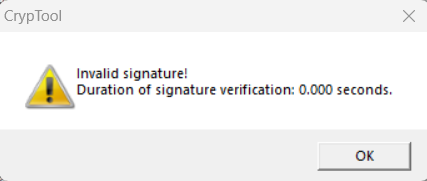 CrypTool
Invalid signature!
Duration of signature verification: 0.000 seconds.
OK